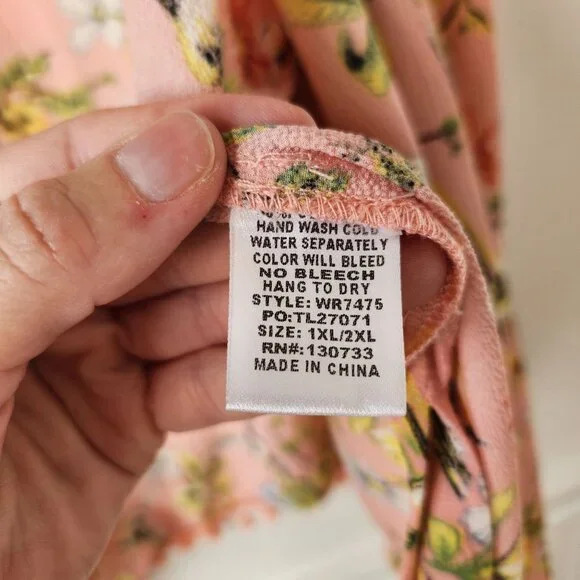 HAND WASH COLD
WATER SEPARATELY
COLOR WILL BLEED
NO BLEECH
HANG TO DRY
STYLE: WR7475
PO:TL27071
SIZE: 1XL/2XL
RN#:130733
MADE IN CHINA